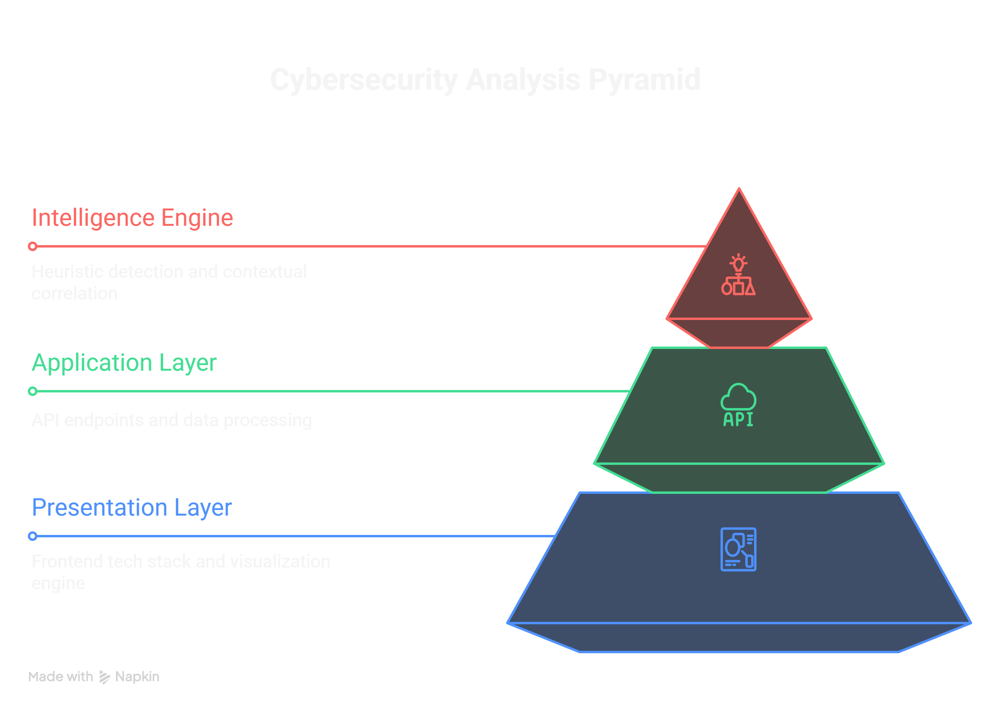 Cybersecurity Analysis Pyramid
Intelligence Engine
Heuristic detection and contextual
correlation
Application Layer
API endpoints and data processing
API
Presentation Layer
Frontend tech stack and visualization
engine
Made with Napkin